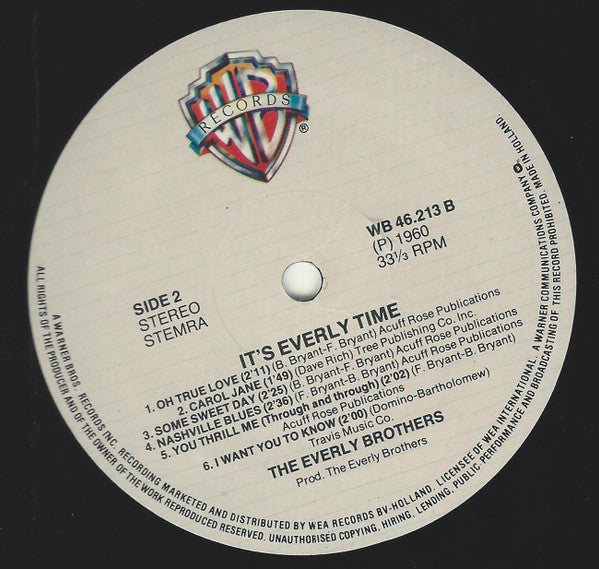 WB
RECORDS
®
WB 46.213 B
(P) 1960
33⅓ RPM
SIDE 2
STEREO
STEMRA
IT'S EVERLY TIME
1. OH TRUE LOVE (2'11) (B. Bryant-F. Bryant) Acuff Rose Publications
2. CAROL JANE (1'49) (Dave Rich) Tree Publishing Co. Inc.
3. SOME SWEET DAY (2'25) (B. Bryant-F. Bryant) Acuff Rose Publications
4. NASHVILLE BLUES (2'36) (F. Bryant-B. Bryant) Acuff Rose Publications
5. YOU THRILL ME (Through and through) (2'02) (F. Bryant-B. Bryant)
Acuff Rose Publications
6. I WANT YOU TO KNOW (2'00) (Domino-Bartholomew)
Travis Music Co.
THE EVERLY BROTHERS
Prod. The Everly Brothers
A WARNER BROS. RECORDS INC. RECORDING MARKETED AND DISTRIBUTED BY WEA RECORDS BV-HOLLAND. LICENSEE OF WEA INTERNATIONAL. A WARNER COMMUNICATIONS COMPANY
ALL RIGHTS OF THE PRODUCER AND OF THE OWNER OF THE WORK REPRODUCED RESERVED. UNAUTHORISED COPYING, HIRING, LENDING, PUBLIC PERFORMANCE AND BROADCASTING OF THIS RECORD PROHIBITED. MADE IN HOLLAND.